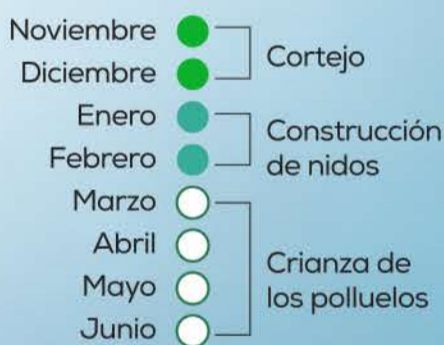 Noviembre
Diciembre
Cortejo
Enero
Febrero
Construcción
de nidos
Marzo
Abril
Mayo
Junio
Crianza de
los polluelos